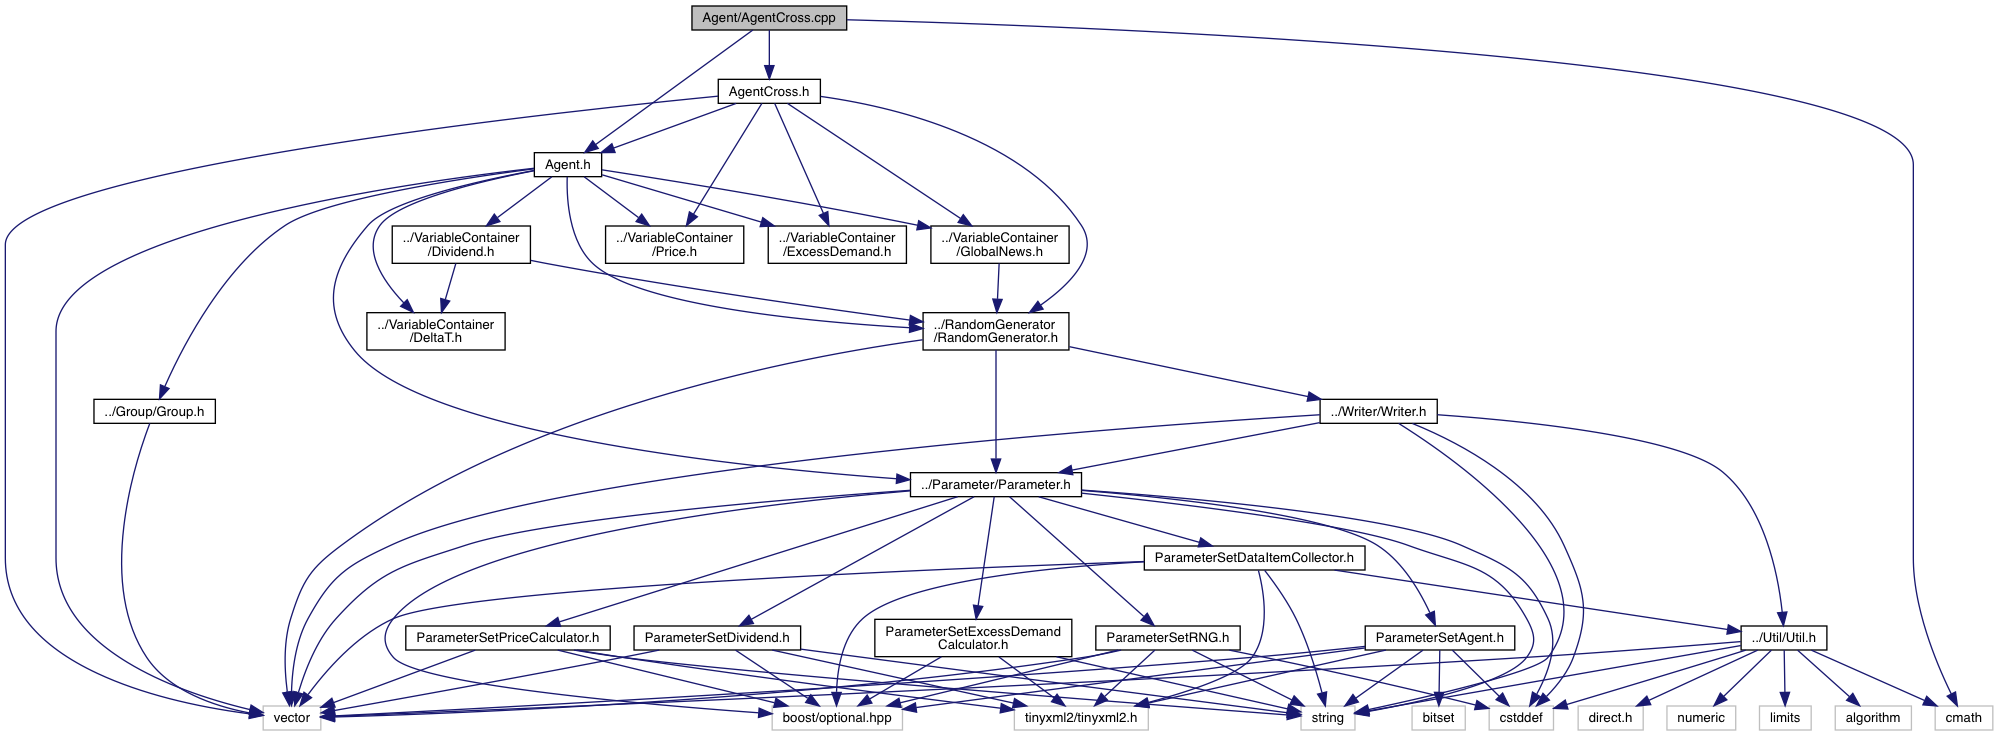 Agent/AgentCross.cpp
AgentCross.h
Agent.h
../VariableContainer
/Dividend.h
../VariableContainer
/Price.h
../VariableContainer
/ExcessDemand.h
../VariableContainer
/GlobalNews.h
../VariableContainer
/DeltaT.h
../RandomGenerator
/RandomGenerator.h
../Group/Group.h
../Writer/Writer.h
../Parameter/Parameter.h
ParameterSetDataItemCollector.h
ParameterSetPriceCalculator.h
ParameterSetDividend.h
ParameterSetExcessDemand
Calculator.h
ParameterSetRNG.h
ParameterSetAgent.h
../Util/Util.h
vector
boost/optional.hpp
tinyxml2/tinyxml2.h
string
bitset
cstddef
direct.h
numeric
limits
algorithm
cmath